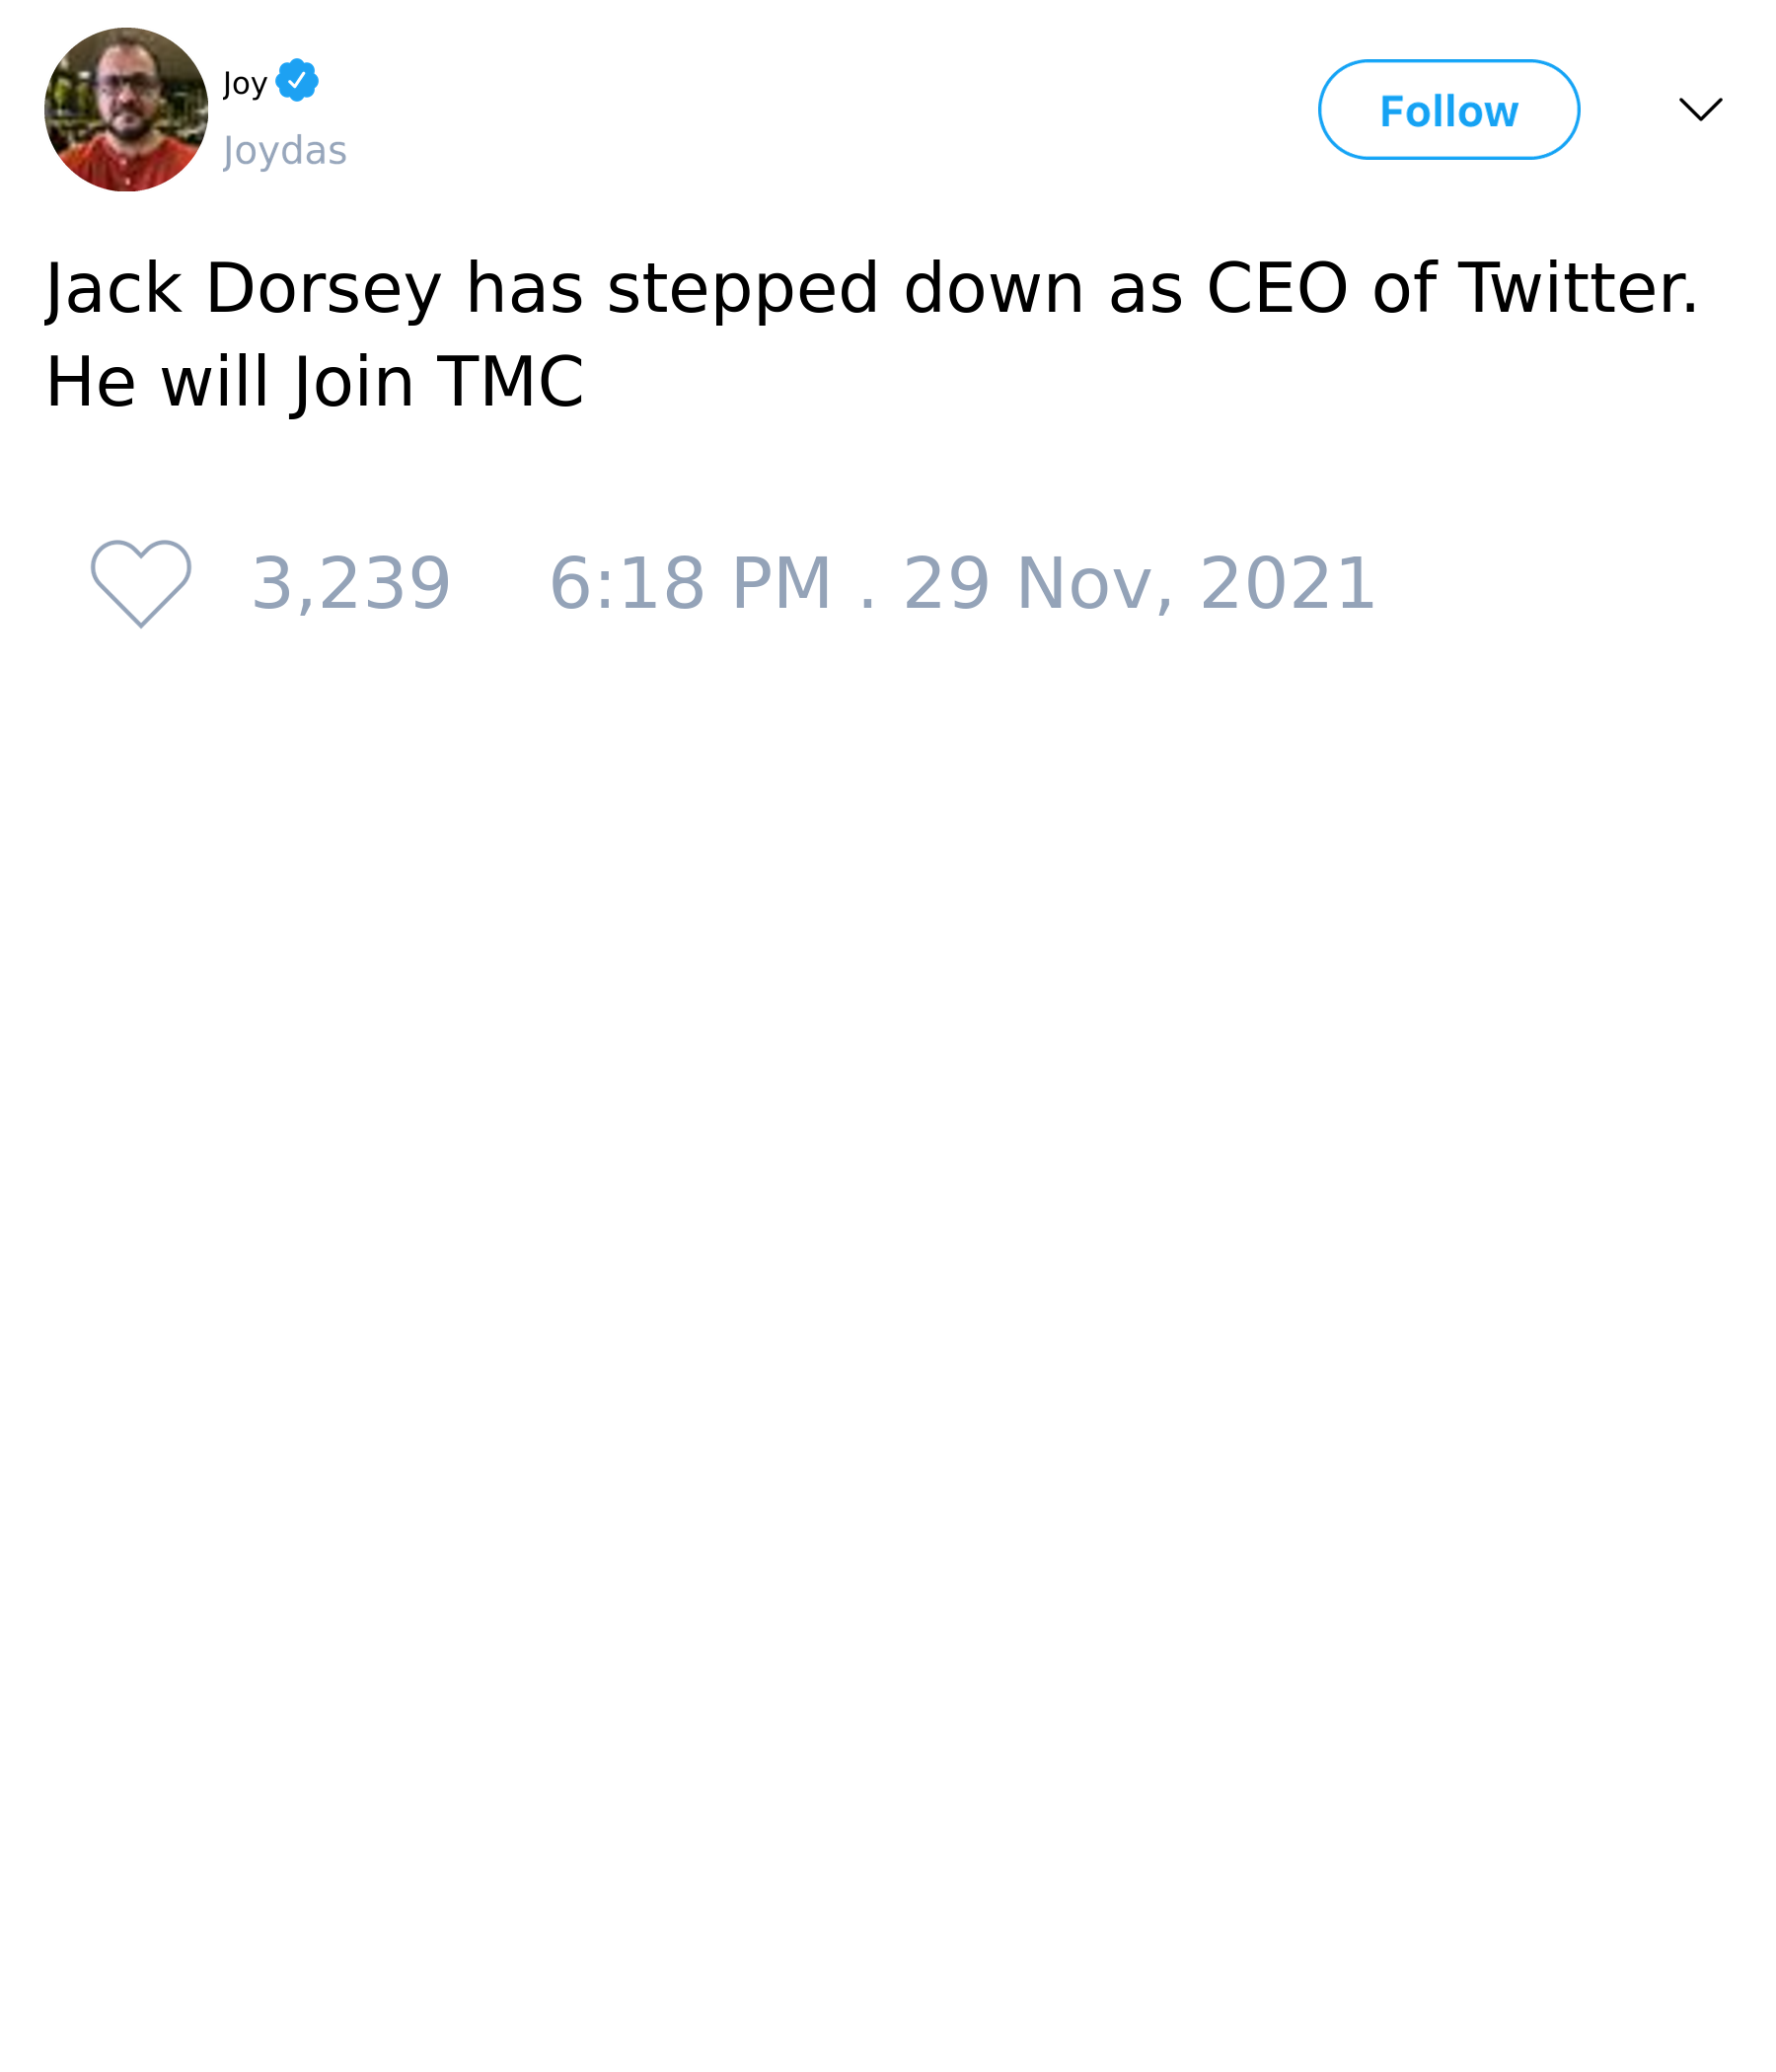 Joy
Joydas
Follow
Jack Dorsey has stepped down as CEO of Twitter.
He will Join TMC
3,239 6:18 PM . 29 Nov, 2021